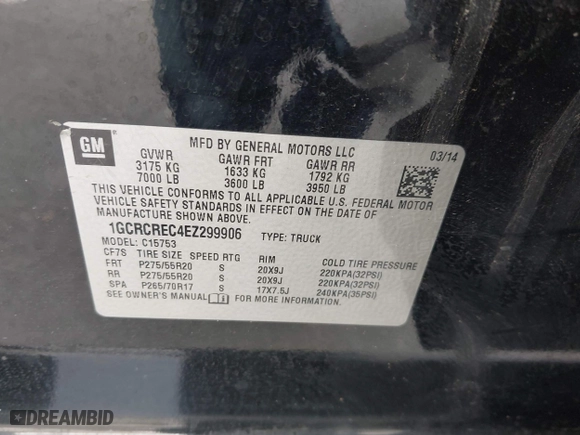 GM
MFD BY GENERAL MOTORS LLC
03/14
GVWR GAWR FRT GAWR RR
3175 KG 1633 KG 1792 KG
7000 LB 3600 LB 3950 LB
THIS VEHICLE CONFORMS TO ALL APPLICABLE U.S. FEDERAL MOTOR
VEHICLE SAFETY STANDARDS IN EFFECT ON THE DATE OF
MANUFACTURE SHOWN ABOVE.
1GCRCREC4EZ299906 TYPE: TRUCK
MODEL: C15753
CF7S TIRE SIZE SPEED RTG RIM COLD TIRE PRESSURE
FRT P275/55R20 S 20X9J 220KPA(32PSI)
RR P275/55R20 S 20X9J 220KPA(32PSI)
SPA P265/70R17 S 17X7.5J 240KPA(35PSI)
SEE OWNER'S MANUAL FOR MORE INFORMATION.
DREAMBID